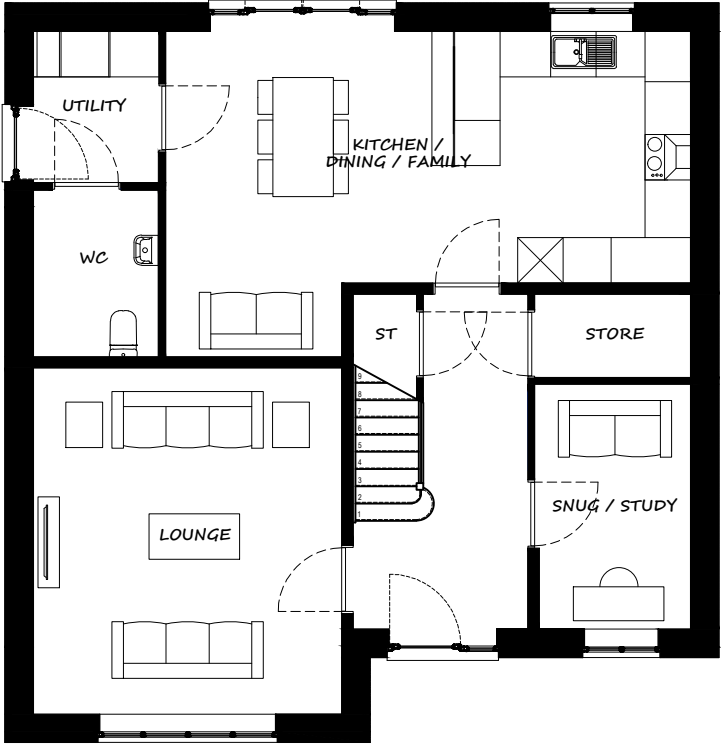 UTILITY
KITCHEN /
DINING / FAMILY
WC
ST
STORE
9
8
7
6
5
4
3
2
1
SNUG / STUDY
LOUNGE